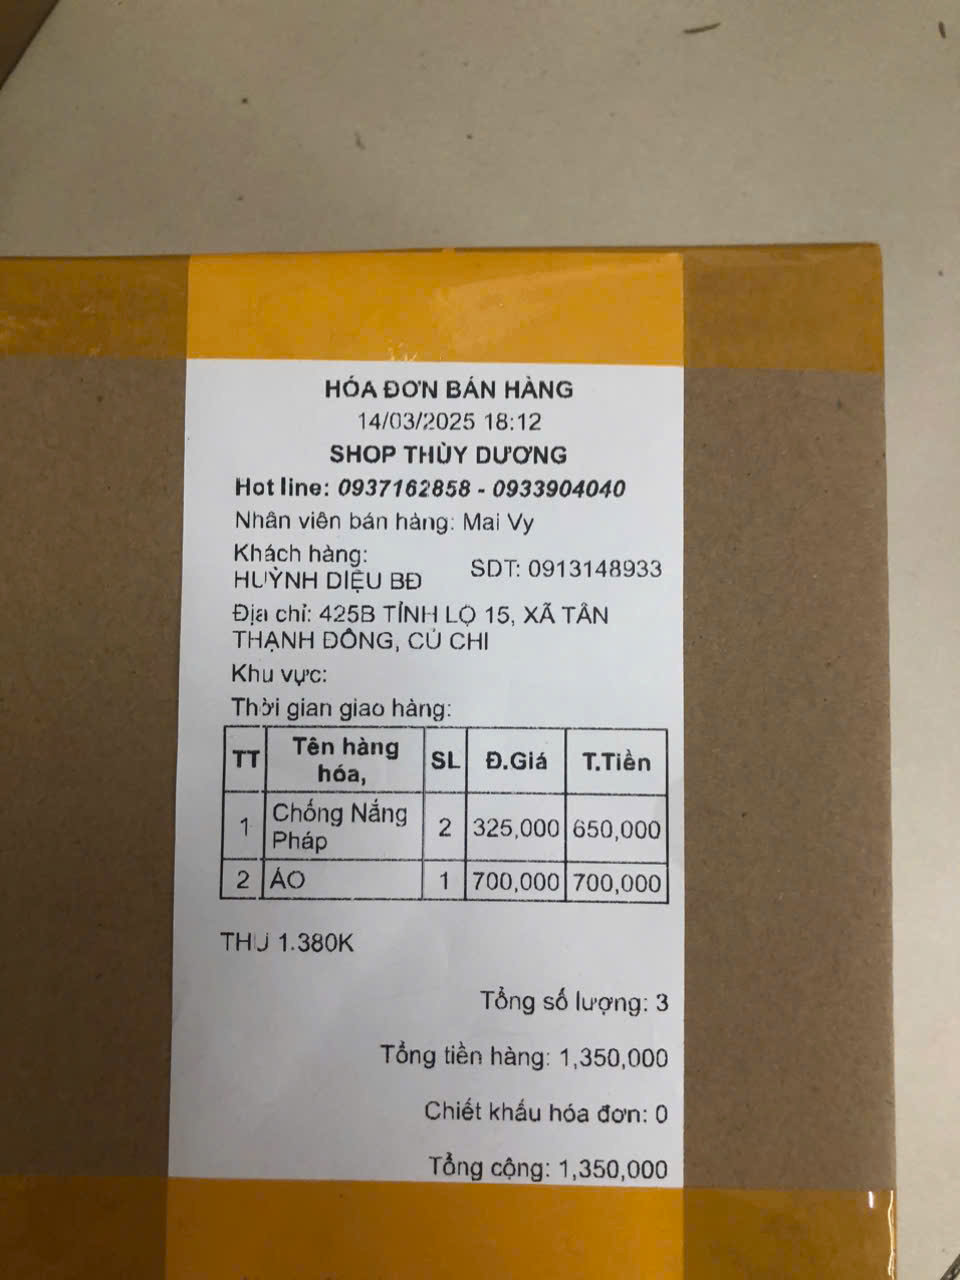 HÓA ĐƠN BÁN HÀNG
14/03/2025 18:12
SHOP THÙY DƯƠNG
Hot line: 0937162858 - 0933904040
Nhân viên bán hàng: Mai Vy
Khách hàng:
HUỲNH DIỆU BĐ SDT: 0913148933
Địa chỉ: 425B TỈNH LỘ 15, XÃ TÂN
THẠNH ĐÔNG, CỦ CHI
Khu vực:
Thời gian giao hàng:
TT Tên hàng hóa, SL Đ.Giá T.Tiền
1 Chống Nắng Pháp 2 325,000 650,000
2 ÁO 1 700,000 700,000
THU 1.380K
Tổng số lượng: 3
Tổng tiền hàng: 1,350,000
Chiết khấu hóa đơn: 0
Tổng cộng: 1,350,000